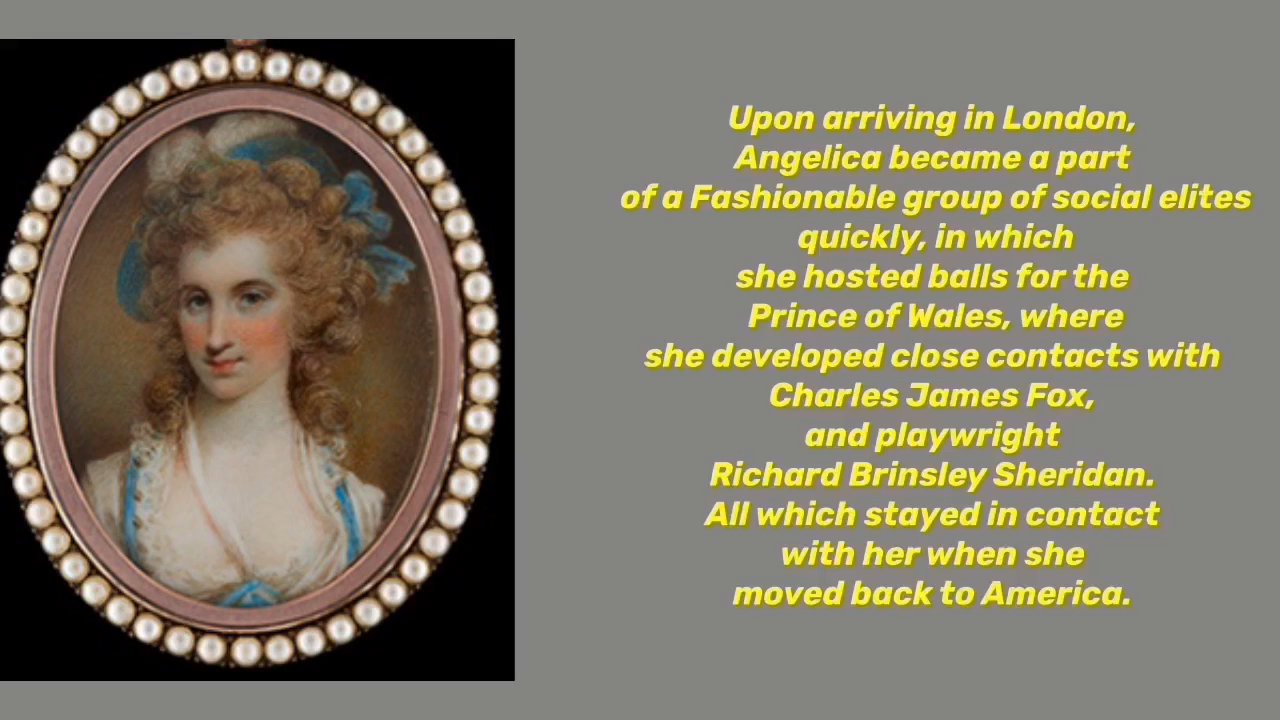 Upon arriving in London,
Angelica became a part
of a Fashionable group of social elites
quickly, in which
she hosted balls for the
Prince of Wales, where
she developed close contacts with
Charles James Fox,
and playwright
Richard Brinsley Sheridan.
All which stayed in contact
with her when she
moved back to America.